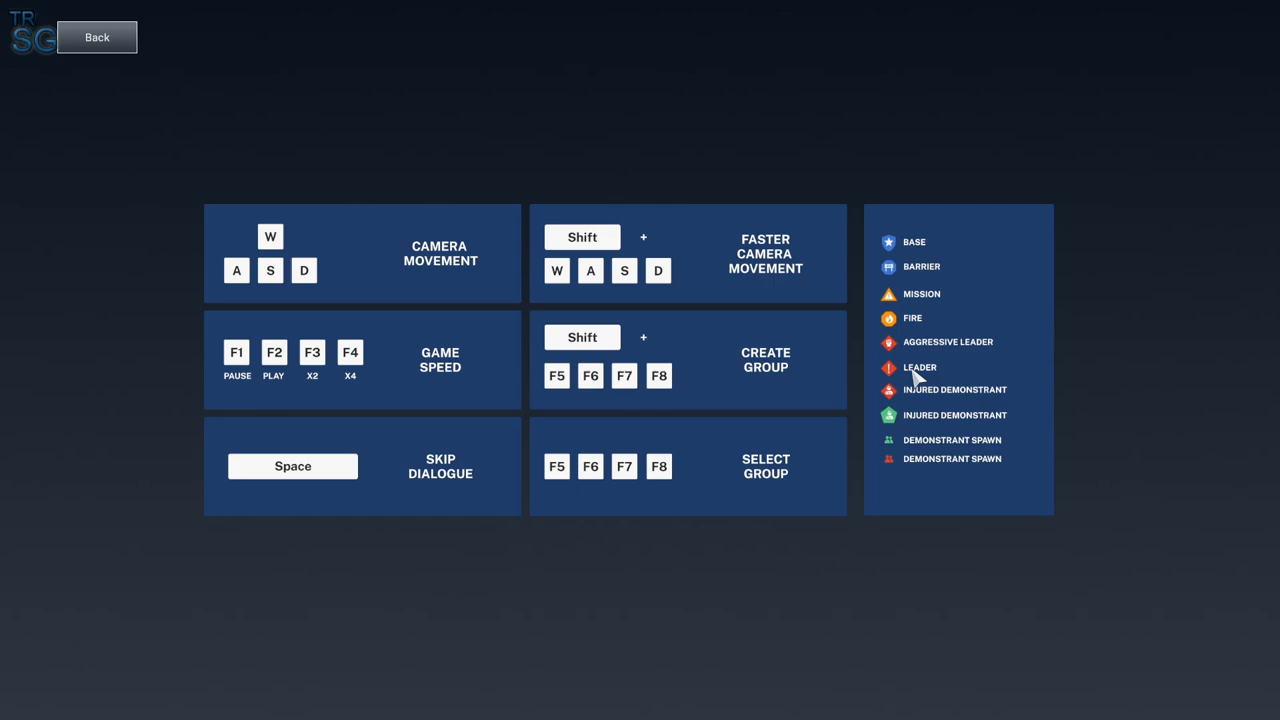 TR
SG
Back
W
A S D
CAMERA
MOVEMENT
Shift +
W A S D
FASTER
CAMERA
MOVEMENT
F1 F2 F3 F4
PAUSE PLAY X2 X4
GAME
SPEED
Shift +
F5 F6 F7 F8
CREATE
GROUP
Space
SKIP
DIALOGUE
F5 F6 F7 F8
SELECT
GROUP
BASE
BARRIER
MISSION
FIRE
AGGRESSIVE LEADER
LEADER
INJURED DEMONSTRANT
INJURED DEMONSTRANT
DEMONSTRANT SPAWN
DEMONSTRANT SPAWN